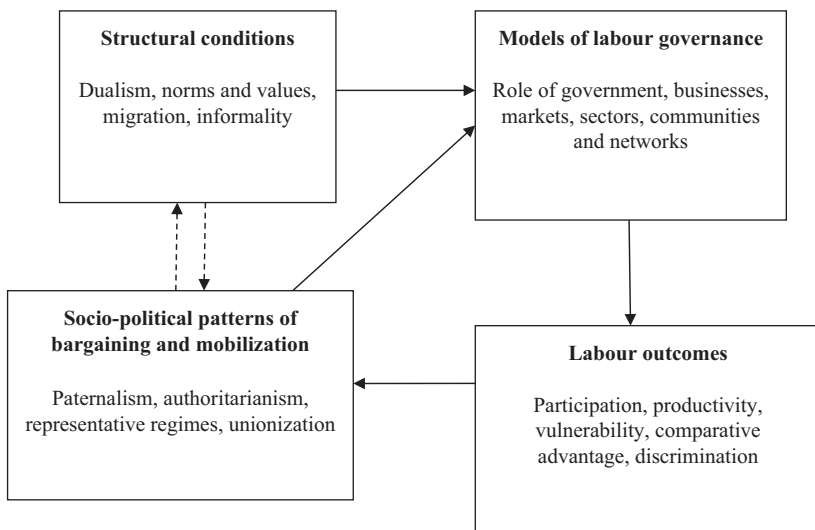 Structural conditions
Dualism, norms and values,
migration, informality
Models of labour governance
Role of government, businesses,
markets, sectors, communities
and networks
Socio-political patterns of
bargaining and mobilization
Paternalism, authoritarianism,
representative regimes, unionization
Labour outcomes
Participation, productivity,
vulnerability, comparative
advantage, discrimination